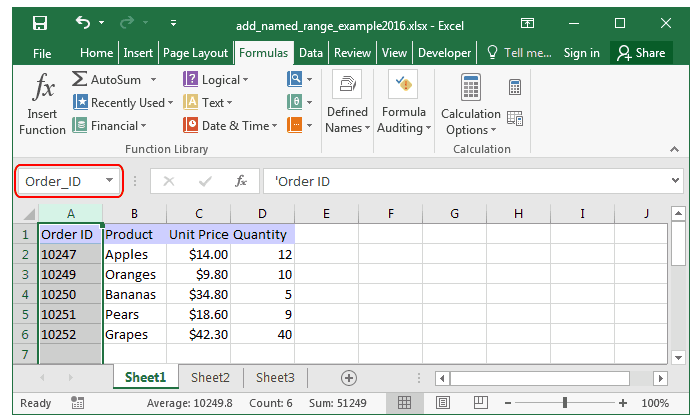 add_named_range_example2016.xlsx - Excel
File Home Insert Page Layout Formulas Data Review View Developer Tell me... Sign in Share
fx Insert Function
AutoSum
Recently Used
Financial
Logical
Text
Date & Time
θ
Defined Names
Formula Auditing
Calculation Options
Function Library
Calculation
Order_ID fx 'Order ID
A B C D E F G H I J
1 Order ID Product Unit Price Quantity
2 10247 Apples $14.00 12
3 10249 Oranges $9.80 10
4 10250 Bananas $34.80 5
5 10251 Pears $18.60 9
6 10252 Grapes $42.30 40
7
Sheet1 Sheet2 Sheet3
Ready Average: 10249.8 Count: 6 Sum: 51249 100%